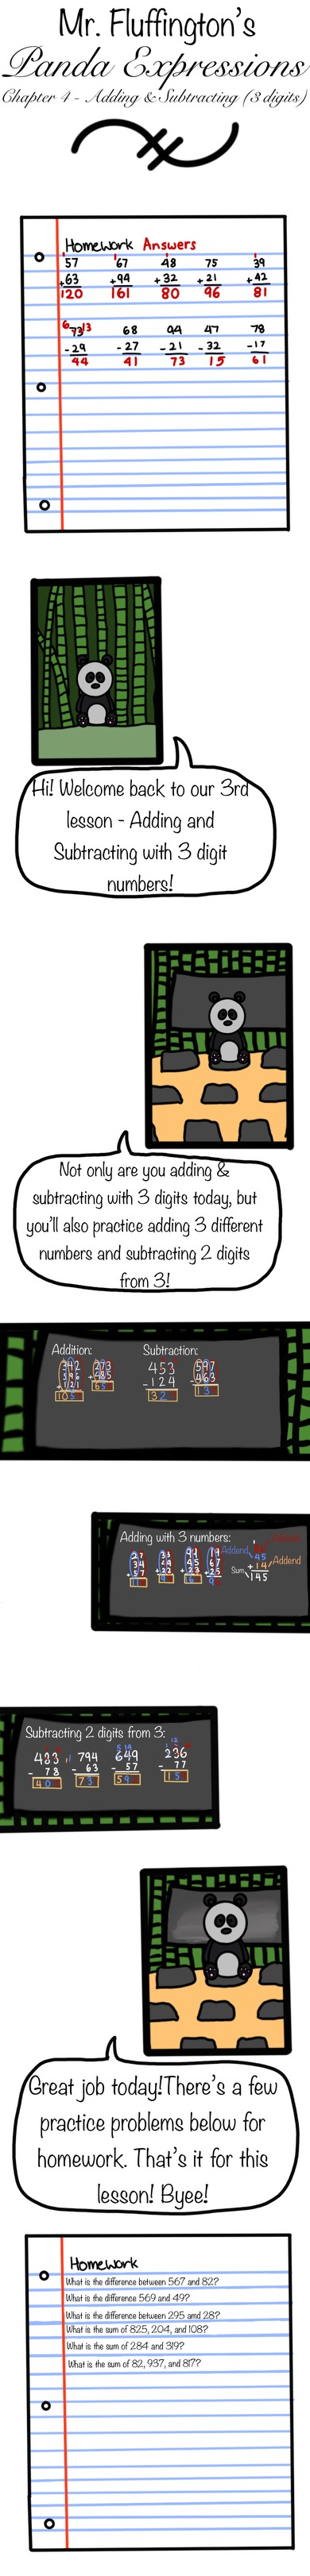 Mr. Fluffington's
Panda Expressions
Chapter 4 - Adding & Subtracting (3 digits)
Homework Answers
57 67 48 75 39
+63 +94 +32 +21 +42
120 161 80 96 81
73 68 94 47 78
-29 -27 -21 -32 -17
44 41 73 15 61
Hi! Welcome back to our 3rd
lesson - Adding and
Subtracting with 3 digit
numbers!
Not only are you adding &
subtracting with 3 digits today, but
you'll also practice adding 3 different
numbers and subtracting 2 digits
from 3!
Addition: Subtraction:
453
-124
Adding with 3 numbers:
Addend
45 Addend
+14
Sum 145
Subtracting 2 digits from 3:
483 794 649 236
- 78 - 63 - 57 - 77
Great job today! There's a few
practice problems below for
homework. That's it for this
lesson! Byee!
Homework
What is the difference between 567 and 82?
What is the difference 569 and 49?
What is the difference between 295 and 28?
What is the sum of 825, 204, and 108?
What is the sum of 284 and 319?
What is the sum of 82, 937, and 817?